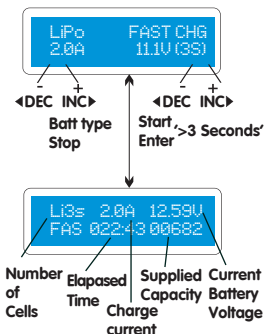 LiPo FAST CHG
2.0A 11.1V (3S)
- + - +
◄DEC INC► ◄DEC INC►
Batt type Start '>3 Seconds'
Stop Enter
Li3s 2.0A 12.59V
FAS 022:43 00682
Number of Cells
Elapased Time
Charge current
Supplied Capacity
Current Battery Voltage